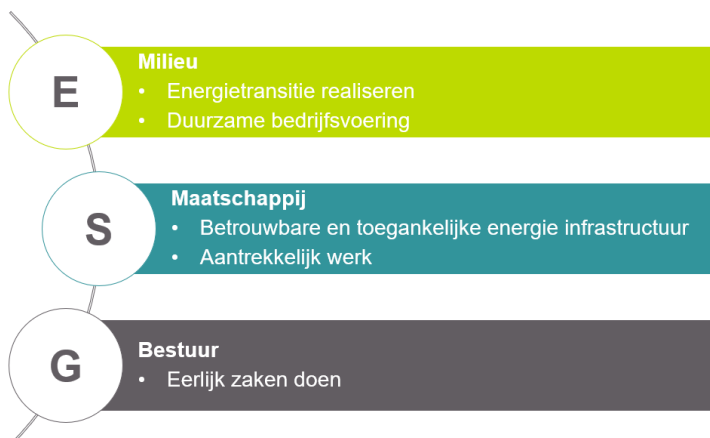 E
Milieu
• Energietransitie realiseren
• Duurzame bedrijfsvoering
S
Maatschappij
• Betrouwbare en toegankelijke energie infrastructuur
• Aantrekkelijk werk
G
Bestuur
• Eerlijk zaken doen